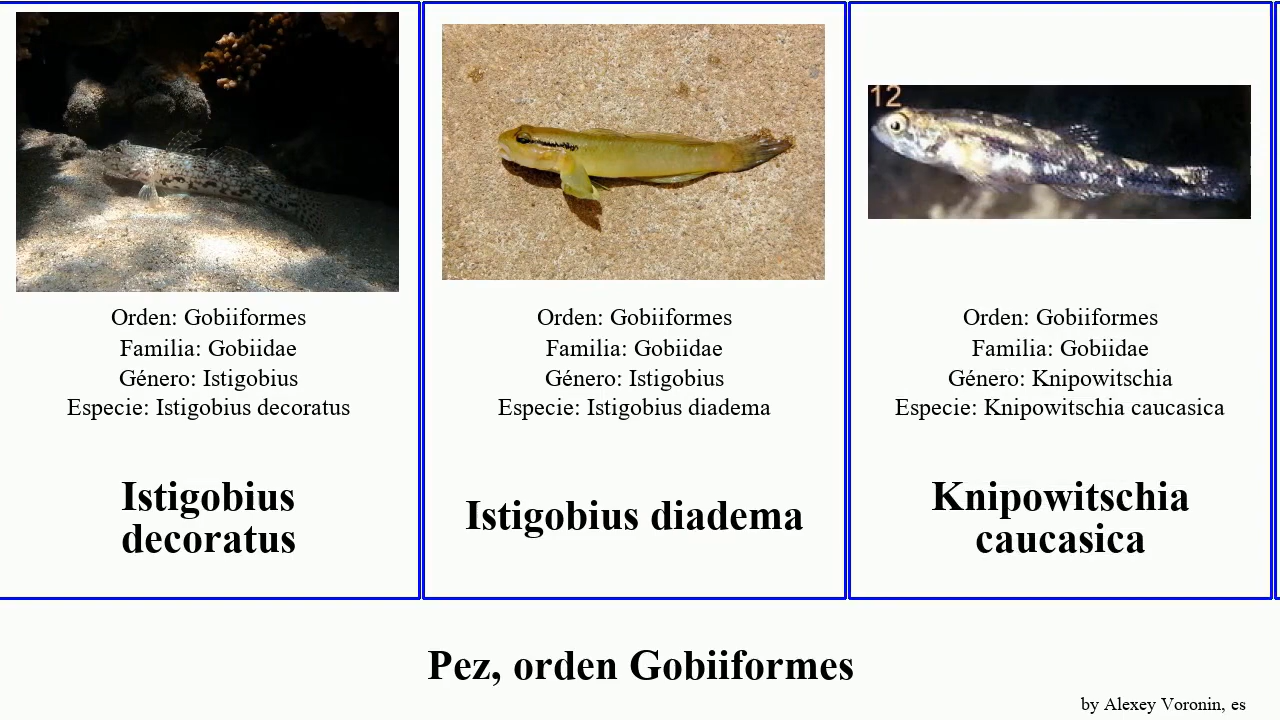 12
Orden: Gobiiformes
Familia: Gobiidae
Género: Istigobius
Especie: Istigobius decoratus
Istigobius
decoratus
Orden: Gobiiformes
Familia: Gobiidae
Género: Istigobius
Especie: Istigobius diadema
Istigobius diadema
Orden: Gobiiformes
Familia: Gobiidae
Género: Knipowitschia
Especie: Knipowitschia caucasica
Knipowitschia
caucasica
Pez, orden Gobiiformes
by Alexey Voronin, es